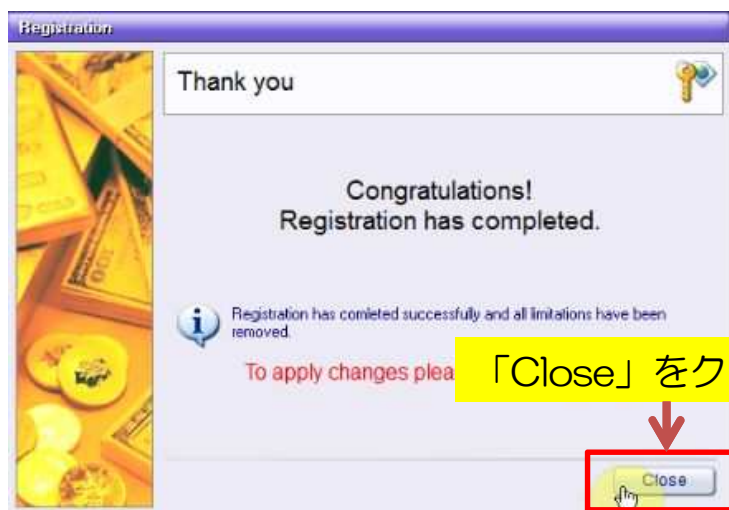 Registration
Thank you
Congratulations!
Registration has completed.
Registration has comleted successfully and all limitations have been
removed.
To apply changes plea
「Close」をク
Close